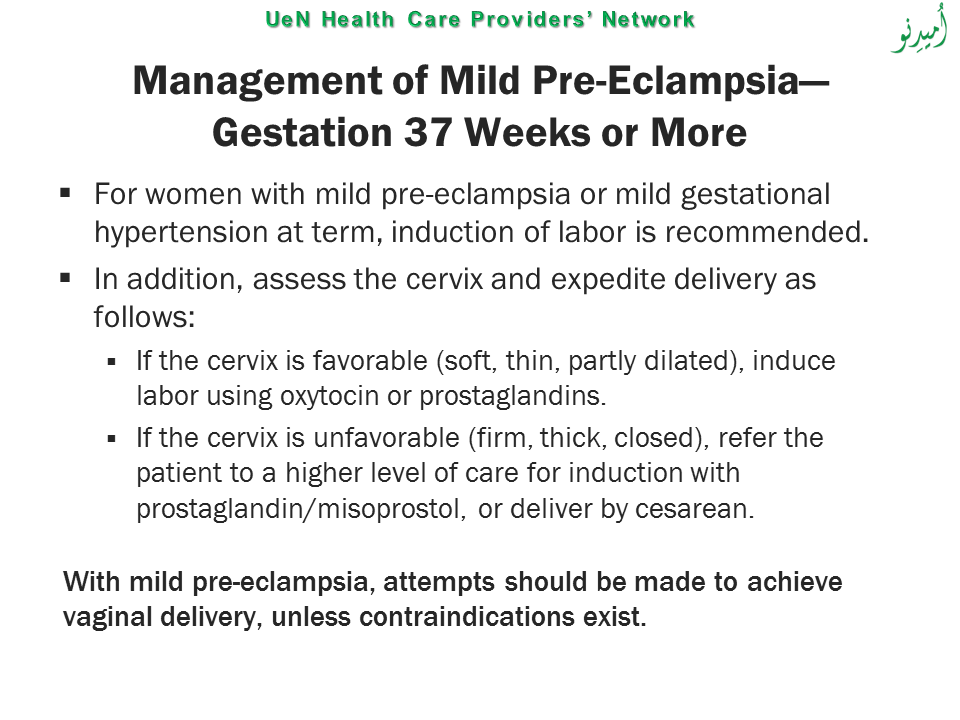 UeN Health Care Providers’ Network
اُميدِنو
Management of Mild Pre-Eclampsia—
Gestation 37 Weeks or More
▪ For women with mild pre-eclampsia or mild gestational
hypertension at term, induction of labor is recommended.
▪ In addition, assess the cervix and expedite delivery as
follows:
▪ If the cervix is favorable (soft, thin, partly dilated), induce
labor using oxytocin or prostaglandins.
▪ If the cervix is unfavorable (firm, thick, closed), refer the
patient to a higher level of care for induction with
prostaglandin/misoprostol, or deliver by cesarean.
With mild pre-eclampsia, attempts should be made to achieve
vaginal delivery, unless contraindications exist.